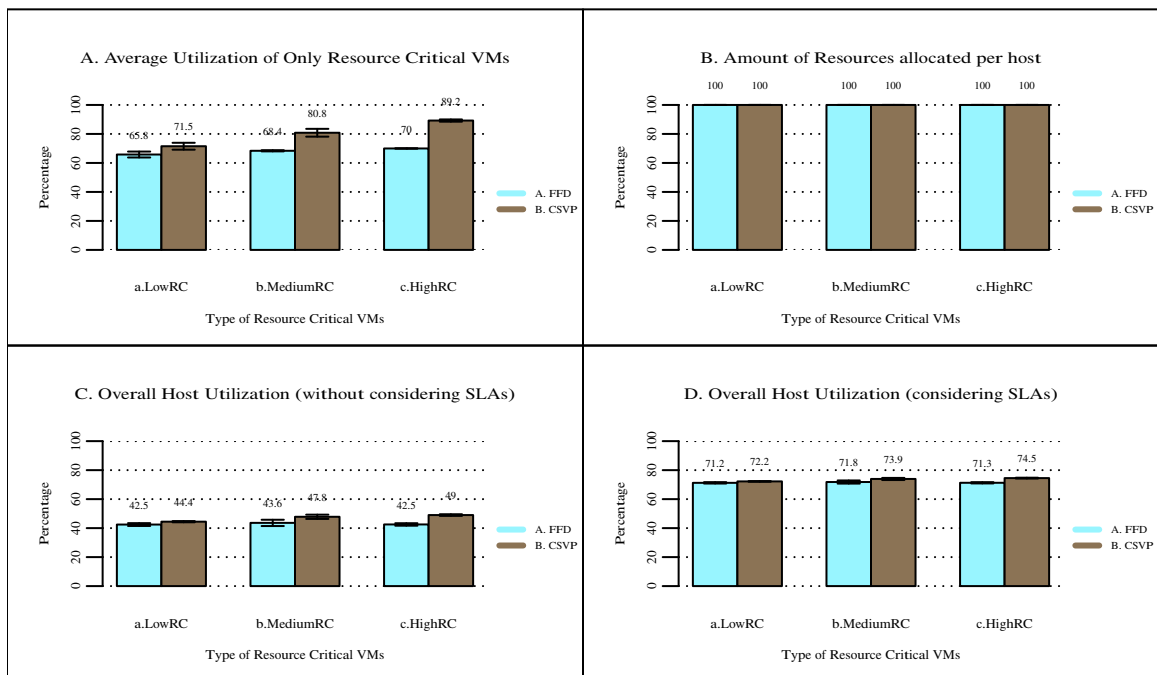 A. Average Utilization of Only Resource Critical VMs
Percentage
0 20 40 60 80 100
65.8 71.5 68.4 80.8 70 89.2
A. FFD
B. CSVP
a.LowRC b.MediumRC c.HighRC
Type of Resource Critical VMs
B. Amount of Resources allocated per host
Percentage
0 20 40 60 80 100
100 100 100 100 100 100
A. FFD
B. CSVP
a.LowRC b.MediumRC c.HighRC
Type of Resource Critical VMs
C. Overall Host Utilization (without considering SLAs)
Percentage
0 20 40 60 80 100
42.5 44.4 43.6 47.8 42.5 49
A. FFD
B. CSVP
a.LowRC b.MediumRC c.HighRC
Type of Resource Critical VMs
D. Overall Host Utilization (considering SLAs)
Percentage
0 20 40 60 80 100
71.2 72.2 71.8 73.9 71.3 74.5
A. FFD
B. CSVP
a.LowRC b.MediumRC c.HighRC
Type of Resource Critical VMs